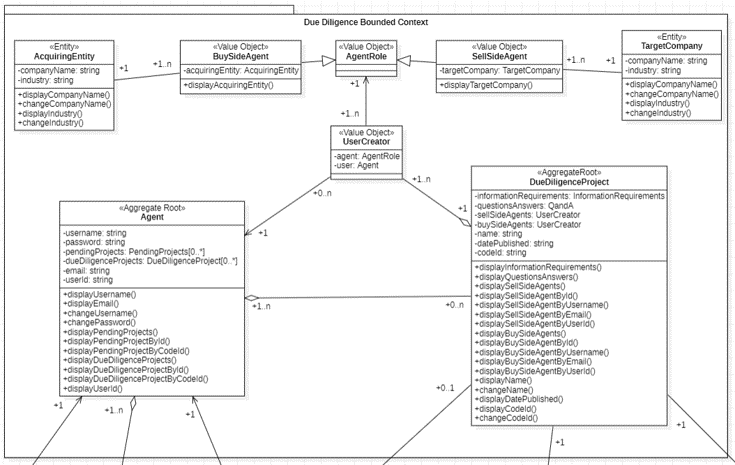 Due Diligence Bounded Context
«Entity»
AcquiringEntity
-companyName: string
-industry: string
+displayCompanyName()
+changeCompanyName()
+displayIndustry()
+changeIndustry()
+1
+1..n
«Value Object»
BuySideAgent
-acquiringEntity: AcquiringEntity
+displayAcquiringEntity()
«Value Object»
AgentRole
+1
«Value Object»
SellSideAgent
-targetCompany: TargetCompany
+displayTargetCompany()
+1..n
+1
«Entity»
TargetCompany
-companyName: string
-industry: string
+displayCompanyName()
+changeCompanyName()
+displayIndustry()
+changeIndustry()
+1..n
«Value Object»
UserCreator
-agent: AgentRole
-user: Agent
+0..n
+1..n
+1
+1
«Aggregate Root»
Agent
-username: string
-password: string
-pendingProjects: PendingProjects[0..*]
-dueDiligenceProjects: DueDiligenceProject[0..*]
-email: string
-userId: string
+displayUsername()
+displayEmail()
+changeUsername()
+changePassword()
+displayPendingProjects()
+displayPendingProjectById()
+displayPendingProjectByCodeId()
+displayDueDiligenceProjects()
+displayDueDiligenceProjectById()
+displayDueDiligenceProjectByCodeId()
+displayUserId()
+1..n
+0..n
«AggregateRoot»
DueDiligenceProject
-informationRequirements: InformationRequirements
-questionsAnswers: QandA
-sellSideAgents: UserCreator
-buySideAgents: UserCreator
-name: string
-datePublished: string
-codeId: string
+displayInformationRequirements()
+displayQuestionsAnswers()
+displaySellSideAgents()
+displaySellSideAgentById()
+displaySellSideAgentByUsername()
+displaySellSideAgentByEmail()
+displaySellSideAgentByUserId()
+displayBuySideAgents()
+displayBuySideAgentById()
+displayBuySideAgentByUsername()
+displayBuySideAgentByEmail()
+displayBuySideAgentByUserId()
+displayName()
+changeName()
+displayDatePublished()
+displayCodeId()
+changeCodeId()
+1
+1..n
+1
+0..1
+1
+1